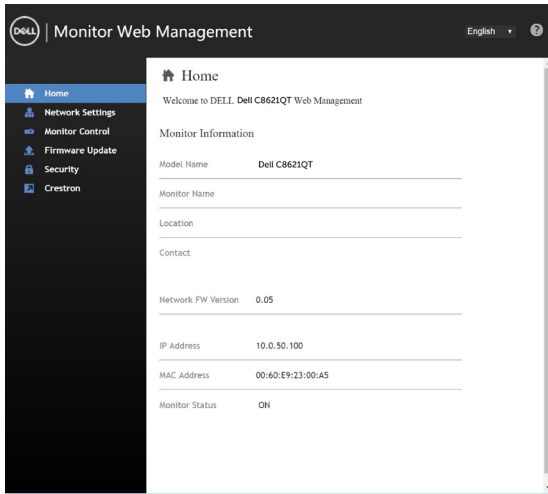 DELL | Monitor Web Management
English
?
Home
Network Settings
Monitor Control
Firmware Update
Security
Crestron
Home
Welcome to DELL Dell C8621QT Web Management
Monitor Information
Model Name Dell C8621QT
Monitor Name
Location
Contact
Network FW Version 0.05
IP Address 10.0.50.100
MAC Address 00:60:E9:23:00:A5
Monitor Status ON